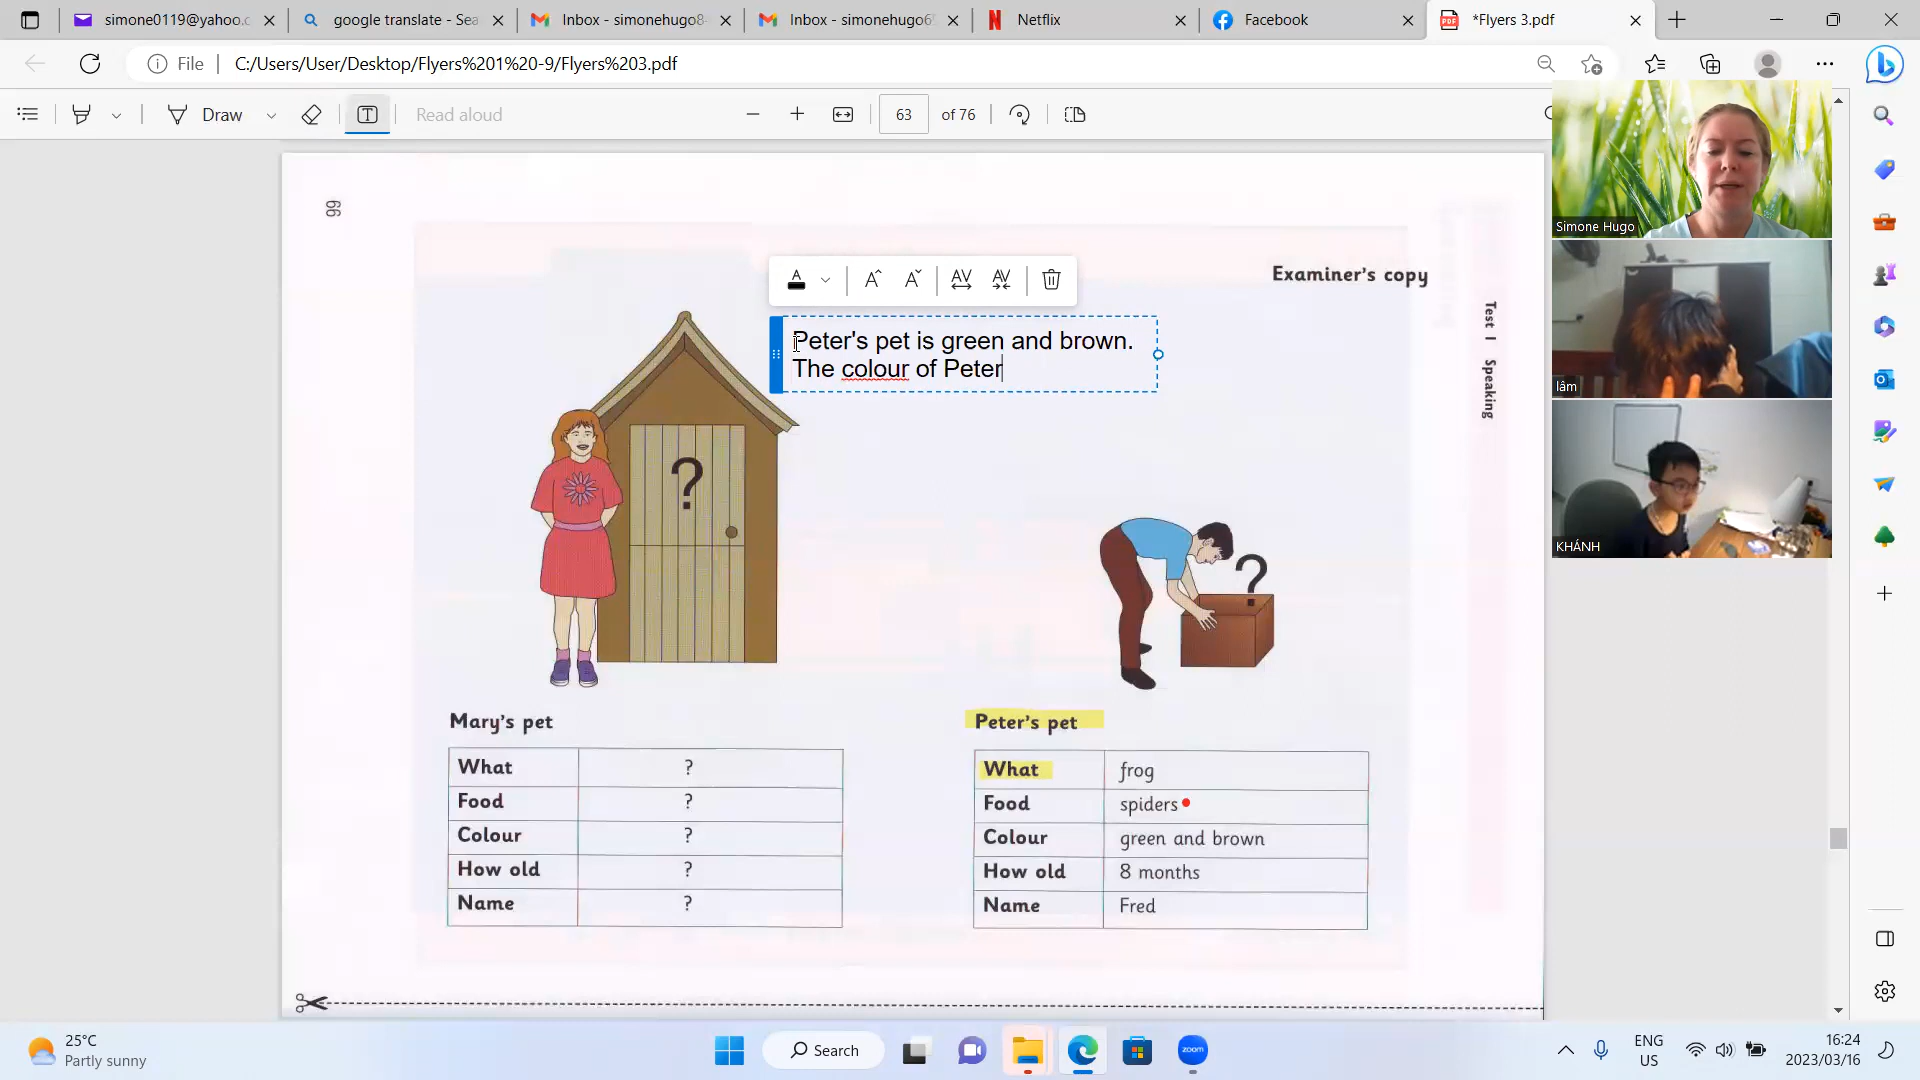 simone0119@yahoo.c
google translate - Sea
Inbox - simonehugo8
Inbox - simonehugo6
Netflix
Facebook
*Flyers 3.pdf
File
C:/Users/User/Desktop/Flyers%201%20-9/Flyers%203.pdf
Draw
Read aloud
63
of 76
66
Examiner's copy
Test 1 Speaking
Peter's pet is green and brown.
The colour of Peter
?
?
Mary's pet
What ?
Food ?
Colour ?
How old ?
Name ?
Peter's pet
What frog
Food spiders
Colour green and brown
How old 8 months
Name Fred
Simone Hugo
lâm
KHÁNH
25°C
Partly sunny
Search
zoom
ENG
US
16:24
2023/03/16